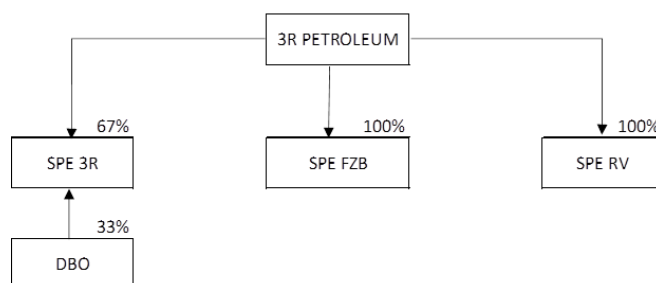 3R PETROLEUM
67%
100%
100%
SPE 3R
SPE FZB
SPE RV
33%
DBO